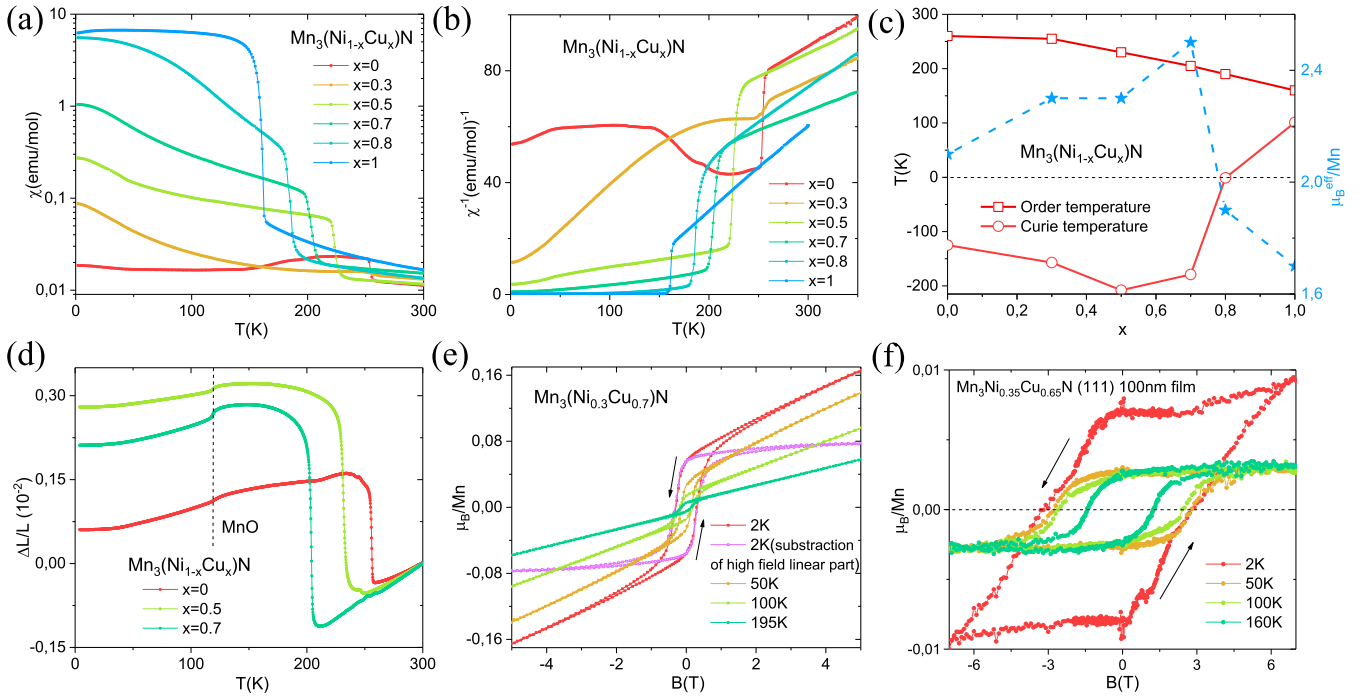 (a)
Mn3(Ni1-xCux)N
x=0
x=0.3
x=0.5
x=0.7
x=0.8
x=1
10
1
0,1
0,01
χ(emu/mol)
0
100
200
300
T(K)
(b)
Mn3(Ni1-xCux)N
x=0
x=0.3
x=0.5
x=0.7
x=0.8
x=1
80
40
0
χ-1(emu/mol)-1
0
100
200
300
T(K)
(c)
Mn3(Ni1-xCux)N
Order temperature
Curie temperature
300
250
200
150
100
50
0
-50
-100
-150
-200
T(K)
2,4
2,0
1,6
μBeff/Mn
0,0
0,2
0,4
0,6
0,8
1,0
x
(d)
MnO
Mn3(Ni1-xCux)N
x=0
x=0.5
x=0.7
0,30
0,15
0,00
-0,15
ΔL/L (10-2)
0
100
200
300
T(K)
(e)
Mn3(Ni0.3Cu0.7)N
2K
2K(substraction
of high field linear part)
50K
100K
195K
0,16
0,08
0,00
-0,08
-0,16
μB/Mn
-4
-2
0
2
4
B(T)
(f)
Mn3Ni0.35Cu0.65N (111) 100nm film
2K
50K
100K
160K
0,01
0,00
-0,01
μB/Mn
-6
-3
0
3
6
B(T)